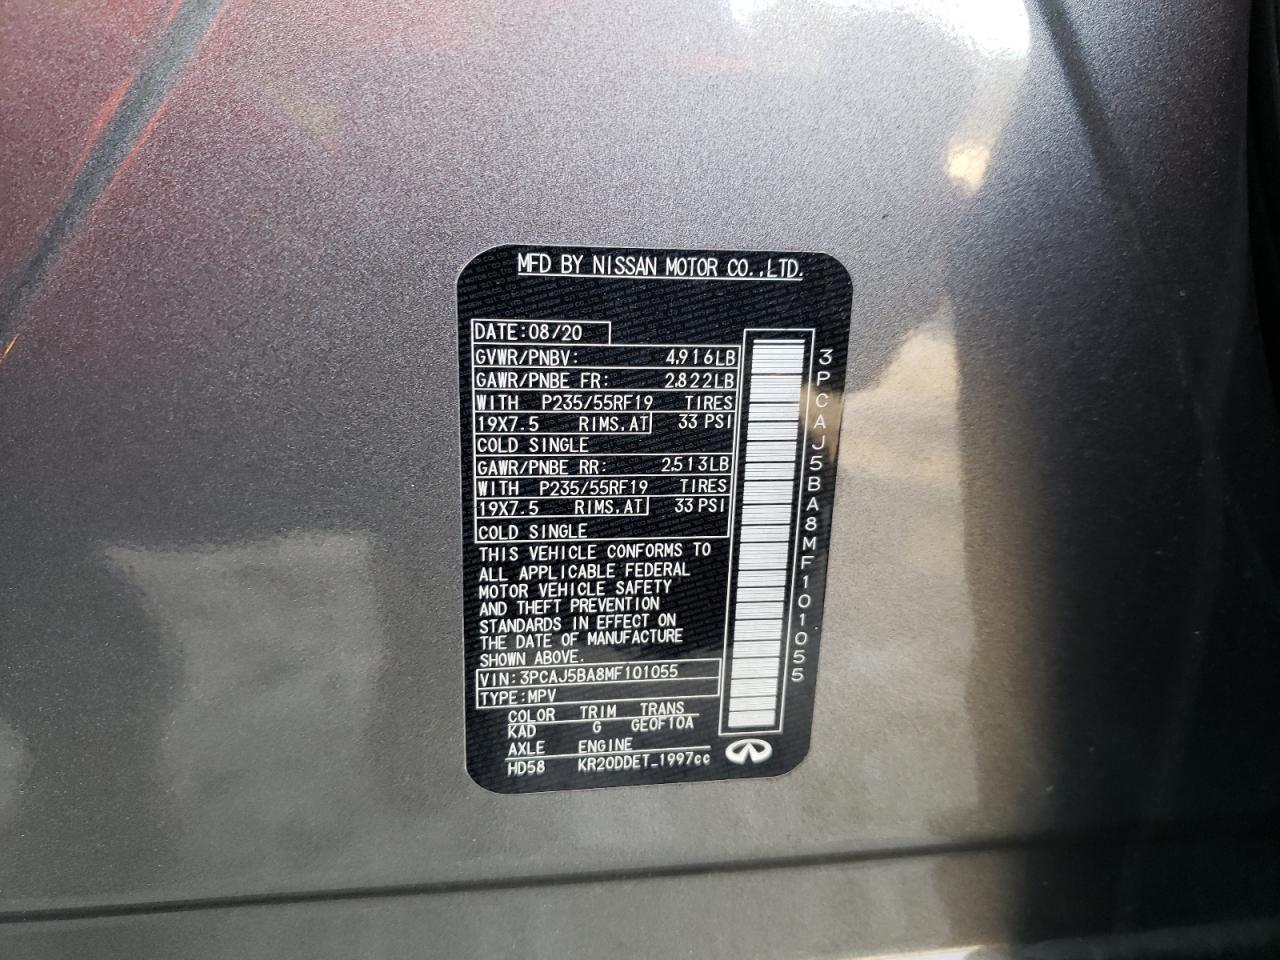 MFD BY NISSAN MOTOR CO.,LTD.
DATE:08/20
GVWR/PNBV: 4,916LB
GAWR/PNBE FR: 2,822LB
WITH P235/55RF19 TIRES
19X7.5 RIMS,AT 33 PSI
COLD SINGLE
GAWR/PNBE RR: 2,513LB
WITH P235/55RF19 TIRES
19X7.5 RIMS,AT 33 PSI
COLD SINGLE
THIS VEHICLE CONFORMS TO
ALL APPLICABLE FEDERAL
MOTOR VEHICLE SAFETY
AND THEFT PREVENTION
STANDARDS IN EFFECT ON
THE DATE OF MANUFACTURE
SHOWN ABOVE.
VIN:3PCAJ5BA8MF101055
TYPE:MPV
COLOR TRIM TRANS
KAD G GE0F10A
AXLE ENGINE
HD58 KR20DDET_1997cc
3PCAJ5BA8MF101055